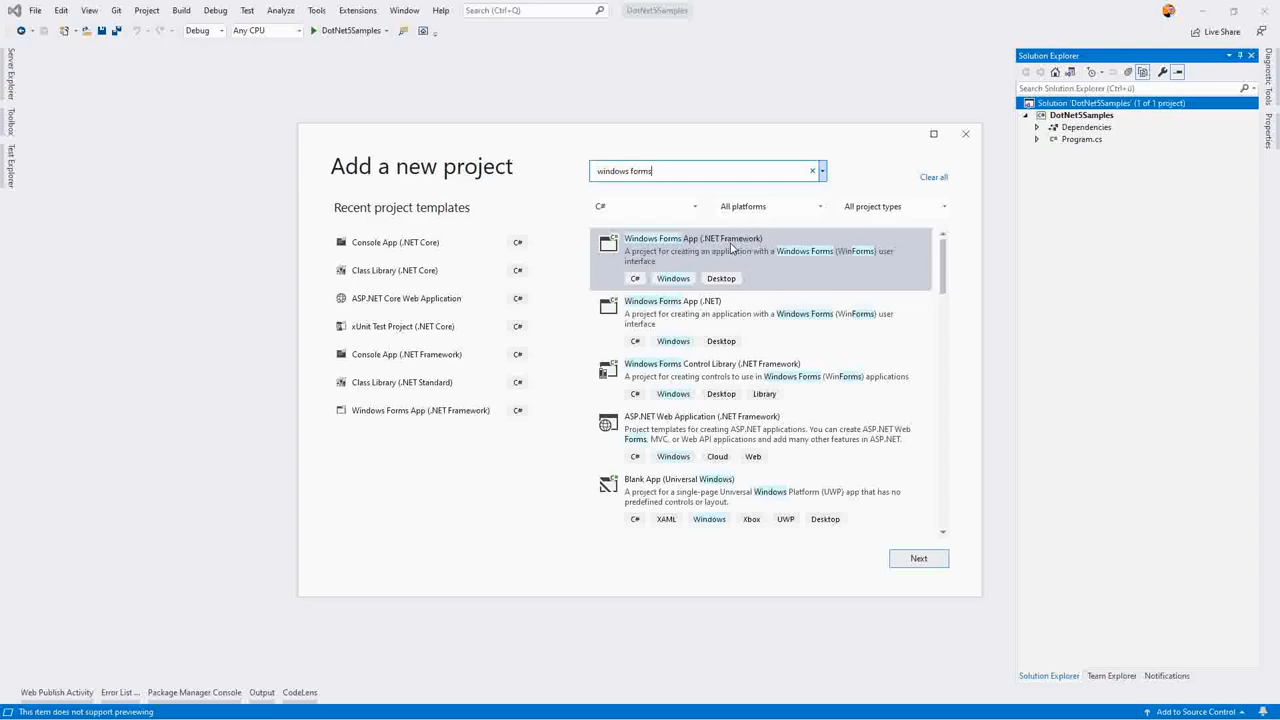 File Edit View Git Project Build Debug Test Analyze Tools Extensions Window Help Search (Ctrl+Q) DotNet5Samples
Debug Any CPU DotNet5Samples Live Share
Server Explorer
Toolbox
Test Explorer
Add a new project
Recent project templates
Console App (.NET Core) C#
Class Library (.NET Core) C#
ASP.NET Core Web Application C#
xUnit Test Project (.NET Core) C#
Console App (.NET Framework) C#
Class Library (.NET Standard) C#
Windows Forms App (.NET Framework) C#
windows forms
Clear all
C# All platforms All project types
Windows Forms App (.NET Framework)
A project for creating an application with a Windows Forms (WinForms) user
interface
C# Windows Desktop
Windows Forms App (.NET)
A project for creating an application with a Windows Forms (WinForms) user
interface
C# Windows Desktop
Windows Forms Control Library (.NET Framework)
A project for creating controls to use in Windows Forms (WinForms) applications
C# Windows Desktop Library
ASP.NET Web Application (.NET Framework)
Project templates for creating ASP.NET applications. You can create ASP.NET Web
Forms, MVC, or Web API applications and add many other features in ASP.NET.
C# Windows Cloud Web
Blank App (Universal Windows)
A project for a single-page Universal Windows Platform (UWP) app that has no
predefined controls or layout.
C# XAML Windows Xbox UWP Desktop
Next
Solution Explorer
Search Solution Explorer (Ctrl+ü)
Solution 'DotNet5Samples' (1 of 1 project)
DotNet5Samples
Dependencies
Program.cs
Diagnostic Tools
Properties
Solution Explorer Team Explorer Notifications
Web Publish Activity Error List ... Package Manager Console Output CodeLens
This item does not support previewing Add to Source Control